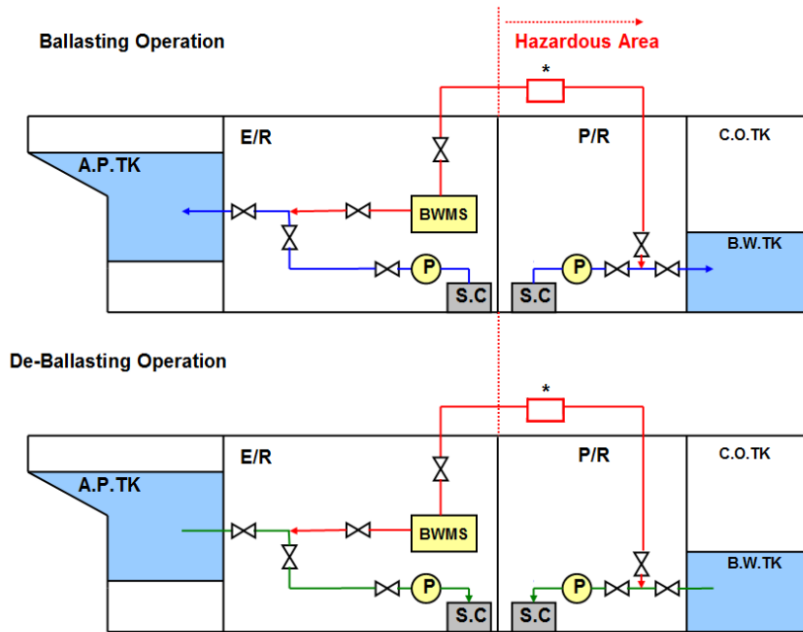 Ballasting Operation
Hazardous Area
*
E/R
P/R
C.O.TK
A.P.TK
BWMS
P
P
B.W.TK
S.C
S.C
De-Ballasting Operation
*
E/R
P/R
C.O.TK
A.P.TK
BWMS
B.W.TK
P
P
S.C
S.C